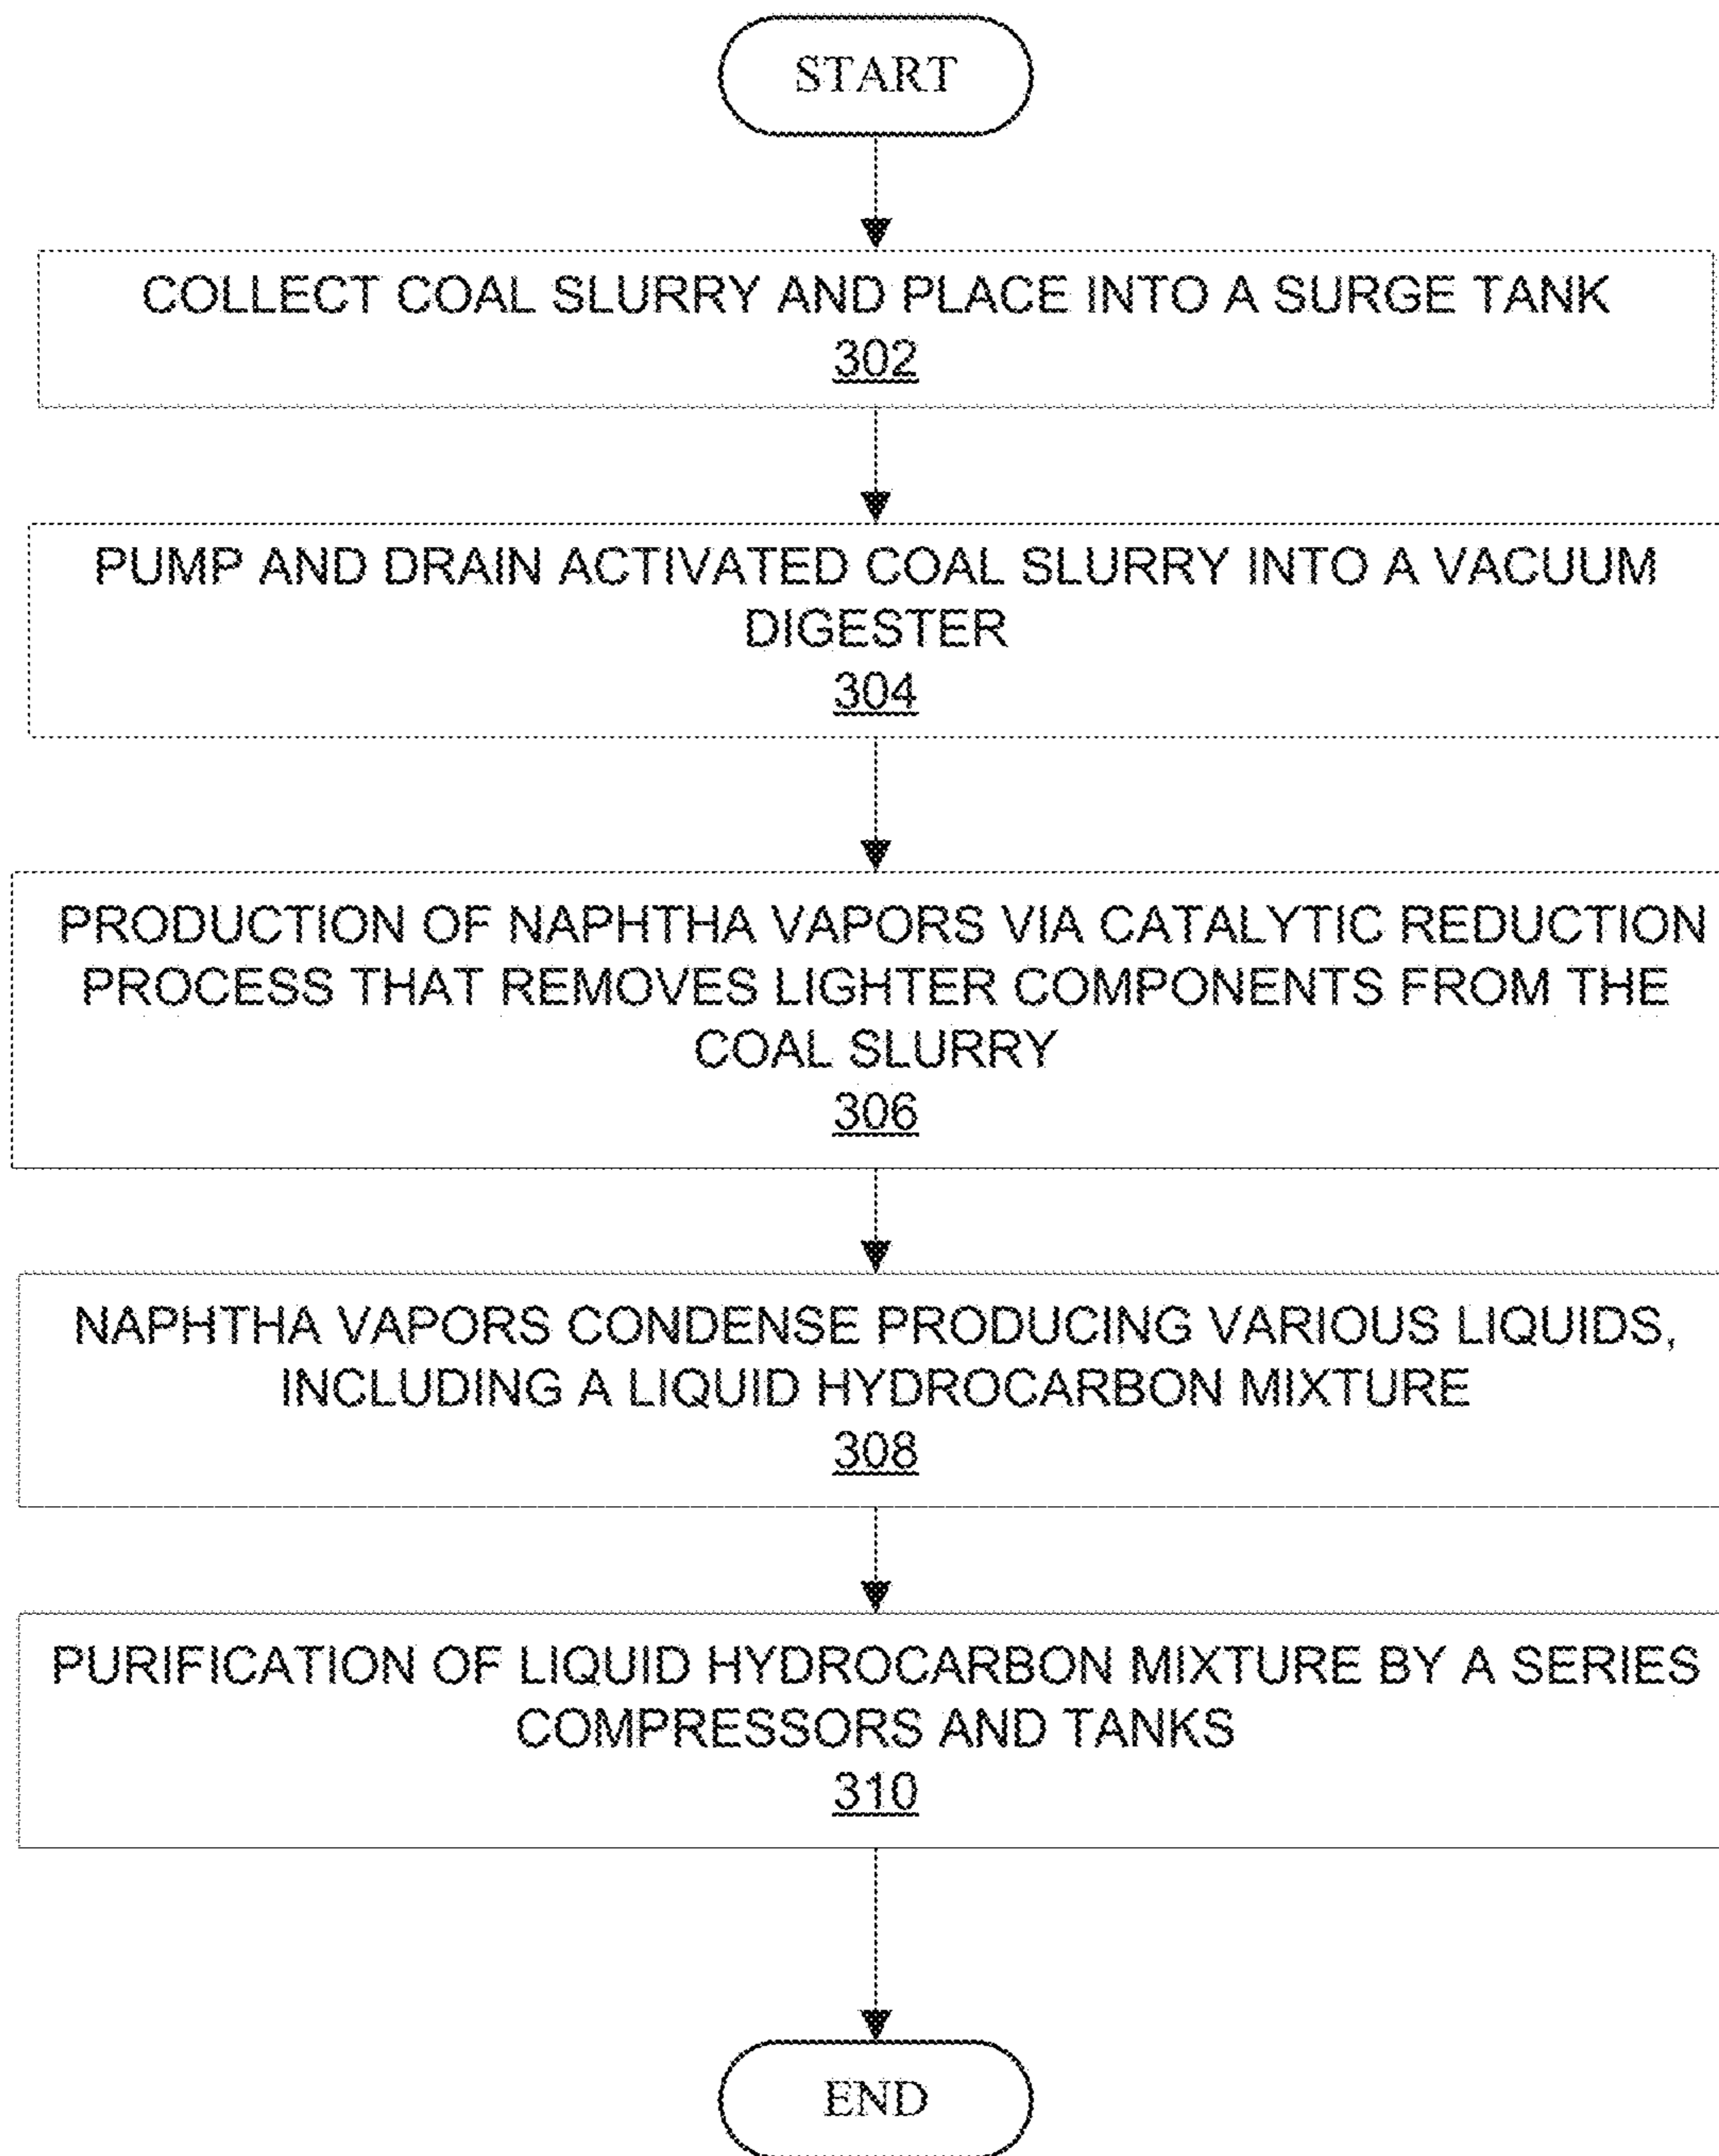 START
COLLECT COAL SLURRY AND PLACE INTO A SURGE TANK
302
PUMP AND DRAIN ACTIVATED COAL SLURRY INTO A VACUUM
DIGESTER
304
PRODUCTION OF NAPHTHA VAPORS VIA CATALYTIC REDUCTION
PROCESS THAT REMOVES LIGHTER COMPONENTS FROM THE
COAL SLURRY
306
NAPHTHA VAPORS CONDENSE PRODUCING VARIOUS LIQUIDS,
INCLUDING A LIQUID HYDROCARBON MIXTURE
308
PURIFICATION OF LIQUID HYDROCARBON MIXTURE BY A SERIES
COMPRESSORS AND TANKS
310
END